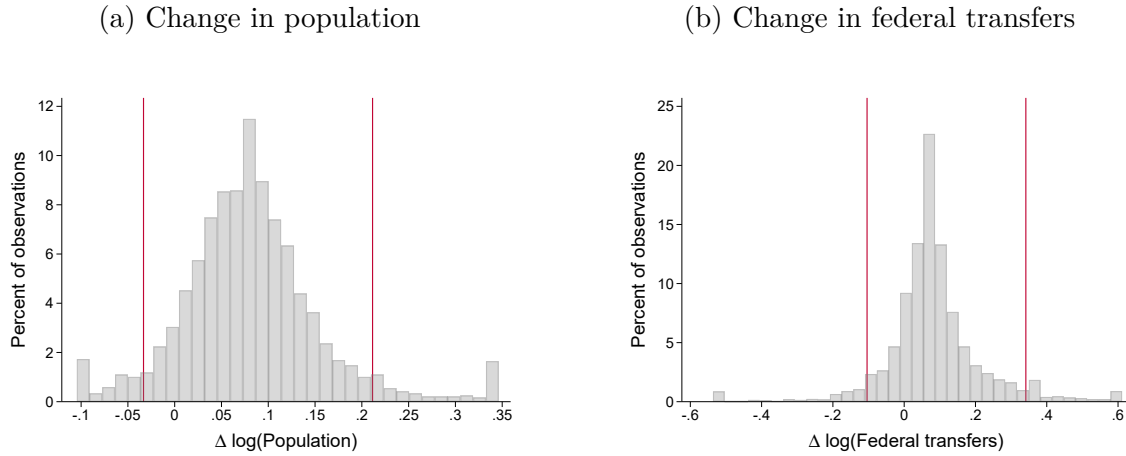 (a) Change in population
12
10
8
6
4
2
0
Percent of observations
-.1 -.05 0 .05 .1 .15 .2 .25 .3 .35
Δ log(Population)
(b) Change in federal transfers
25
20
15
10
5
0
Percent of observations
-.6 -.4 -.2 0 .2 .4 .6
Δ log(Federal transfers)